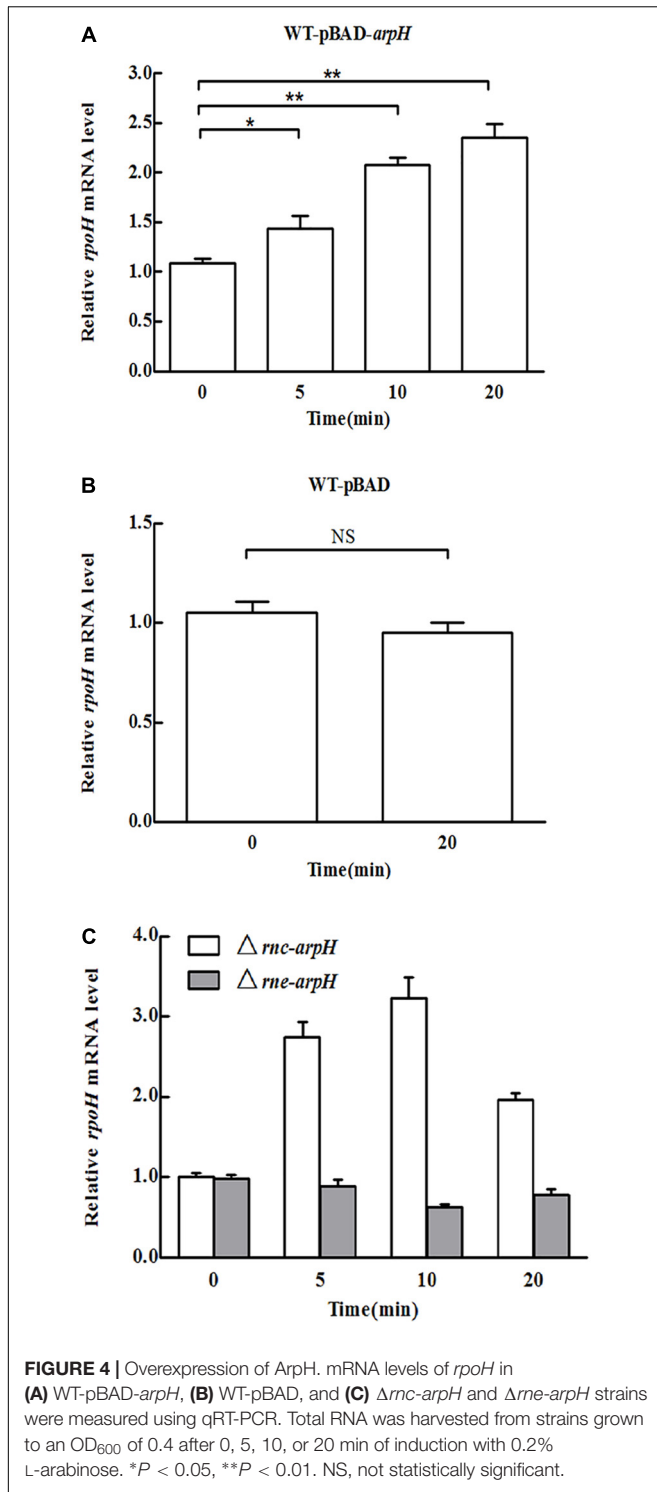 A
WT-pBAD-arpH
**
**
*
Relative rpoH mRNA level
3.0
2.5
2.0
1.5
1.0
0.5
0.0
0 5 10 20
Time(min)
B
WT-pBAD
NS
Relative rpoH mRNA level
1.5
1.0
0.5
0.0
0 20
Time(min)
C
△ rnc-arpH
△ rne-arpH
Relative rpoH mRNA level
4.0
3.0
2.0
1.0
0.0
0 5 10 20
Time(min)
FIGURE 4 | Overexpression of ArpH. mRNA levels of rpoH in
(A) WT-pBAD-arpH, (B) WT-pBAD, and (C) Δrnc-arpH and Δrne-arpH strains
were measured using qRT-PCR. Total RNA was harvested from strains grown
to an OD600 of 0.4 after 0, 5, 10, or 20 min of induction with 0.2%
L-arabinose. *P < 0.05, **P < 0.01. NS, not statistically significant.